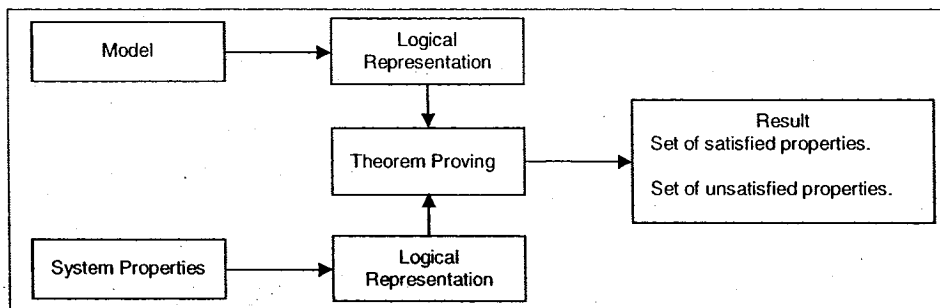 Model
Logical
Representation
Theorem Proving
Result
Set of satisfied properties.
Set of unsatisfied properties.
System Properties
Logical
Representation